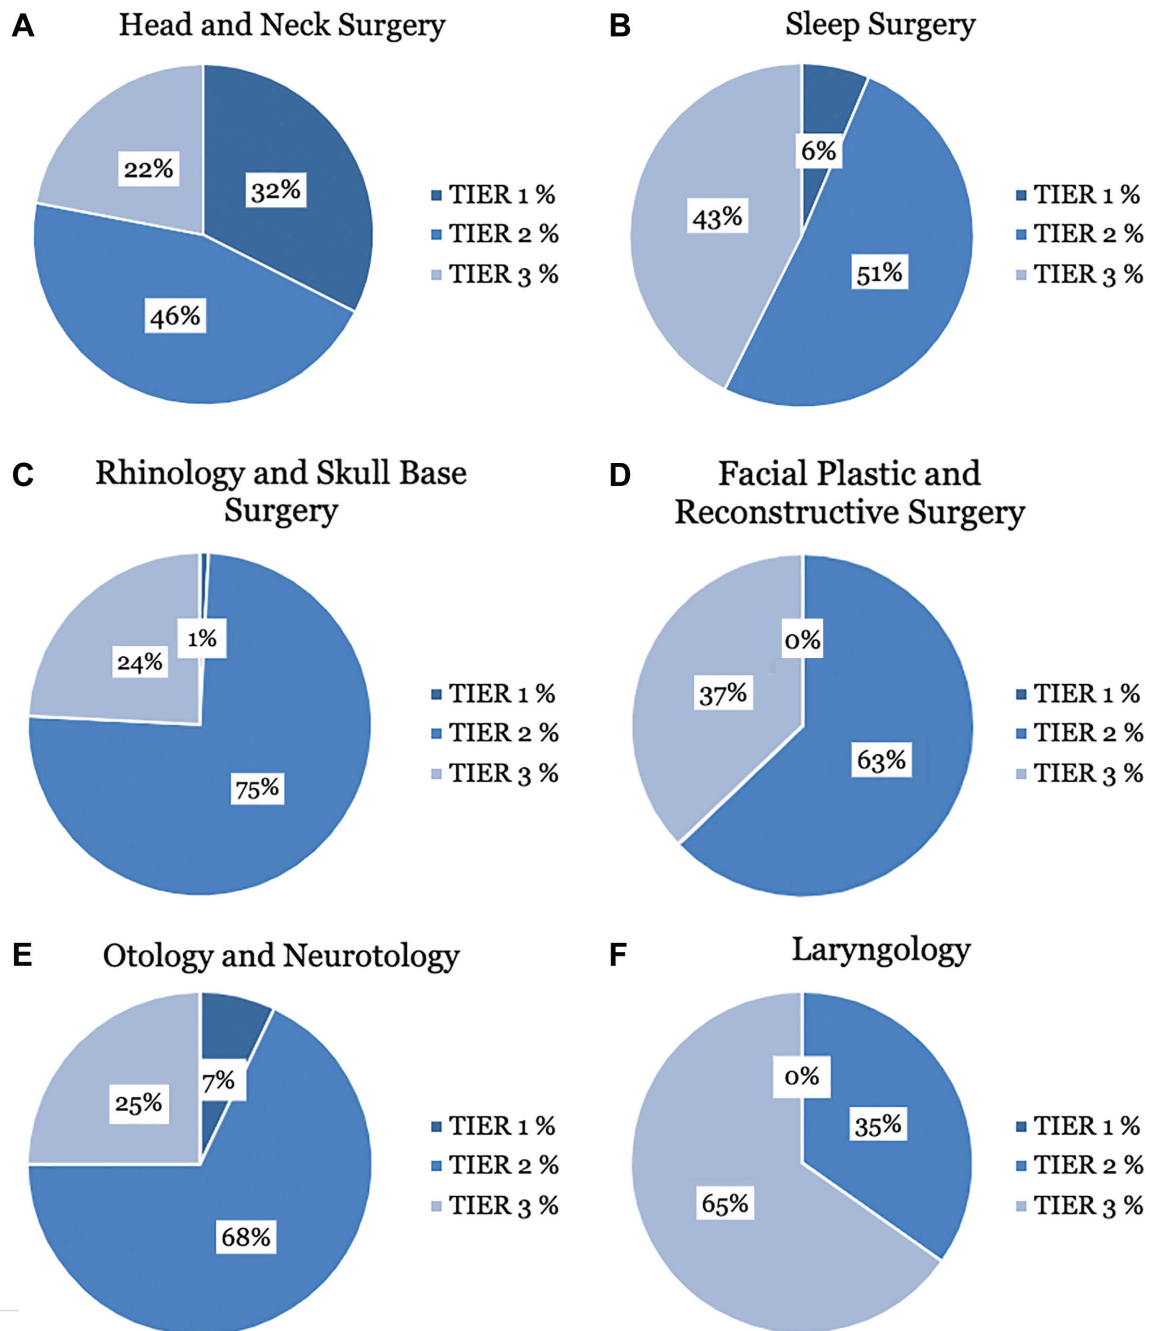 A
Head and Neck Surgery
22%
32%
46%
TIER 1 %
TIER 2 %
TIER 3 %
B
Sleep Surgery
6%
43%
51%
TIER 1 %
TIER 2 %
TIER 3 %
C
Rhinology and Skull Base
Surgery
1%
24%
75%
TIER 1 %
TIER 2 %
TIER 3 %
D
Facial Plastic and
Reconstructive Surgery
0%
37%
63%
TIER 1 %
TIER 2 %
TIER 3 %
E
Otology and Neurotology
7%
25%
68%
TIER 1 %
TIER 2 %
TIER 3 %
F
Laryngology
0%
35%
65%
TIER 1 %
TIER 2 %
TIER 3 %